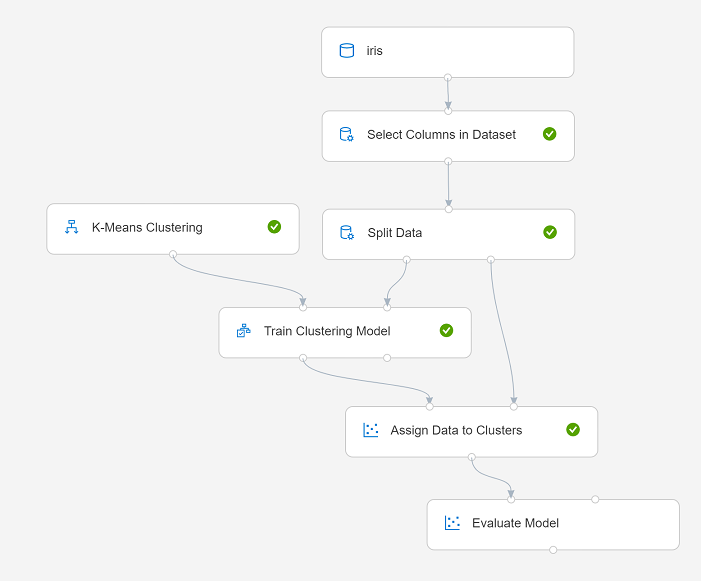 iris
Select Columns in Dataset
K-Means Clustering
Split Data
Train Clustering Model
Assign Data to Clusters
Evaluate Model